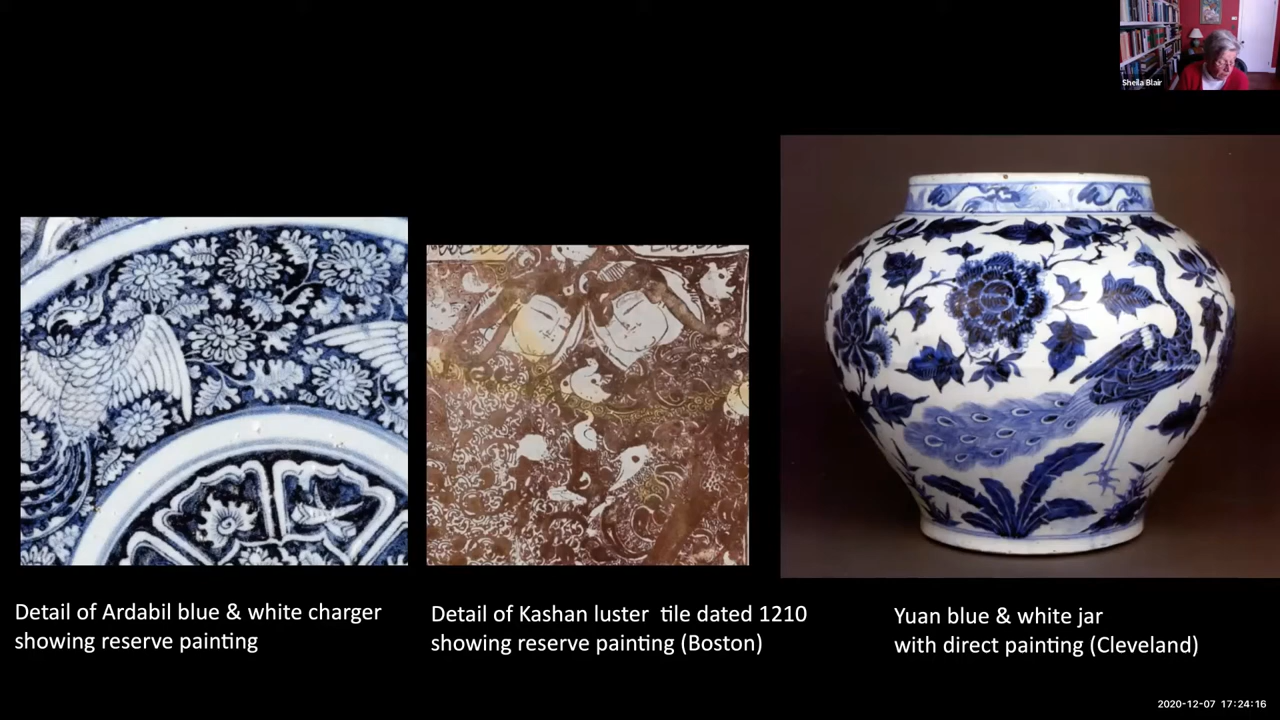 Sheila Blair
Detail of Ardabil blue & white charger
showing reserve painting
Detail of Kashan luster tile dated 1210
showing reserve painting (Boston)
Yuan blue & white jar
with direct painting (Cleveland)
2020-12-07 17:24:16